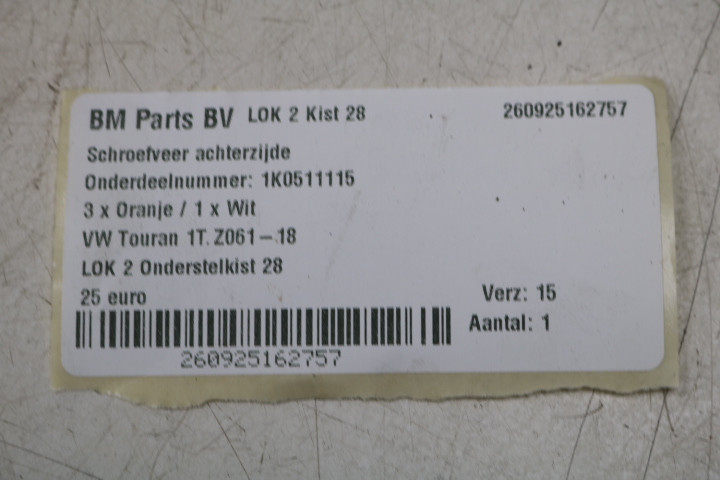 BM Parts BV LOK 2 Kist 28 260925162757
Schroefveer achterzijde
Onderdeelnummer: 1K0511115
3 x Oranje / 1 x Wit
VW Touran 1T. Z061-18
LOK 2 Onderstelkist 28
25 euro Verz: 15
Aantal: 1
260925162757